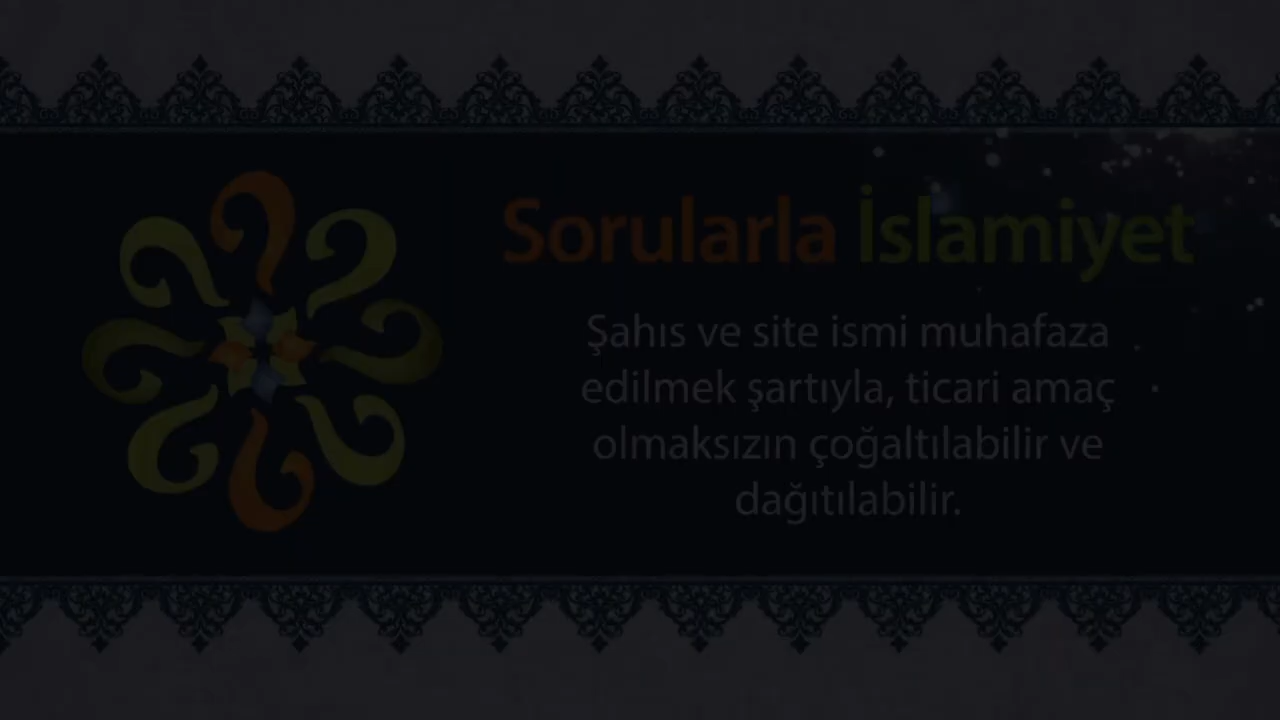 Sorularla İslamiyet
Şahıs ve site ismi muhafaza
edilmek şartıyla, ticari amaç
olmaksızın çoğaltılabilir ve
dağıtılabilir.